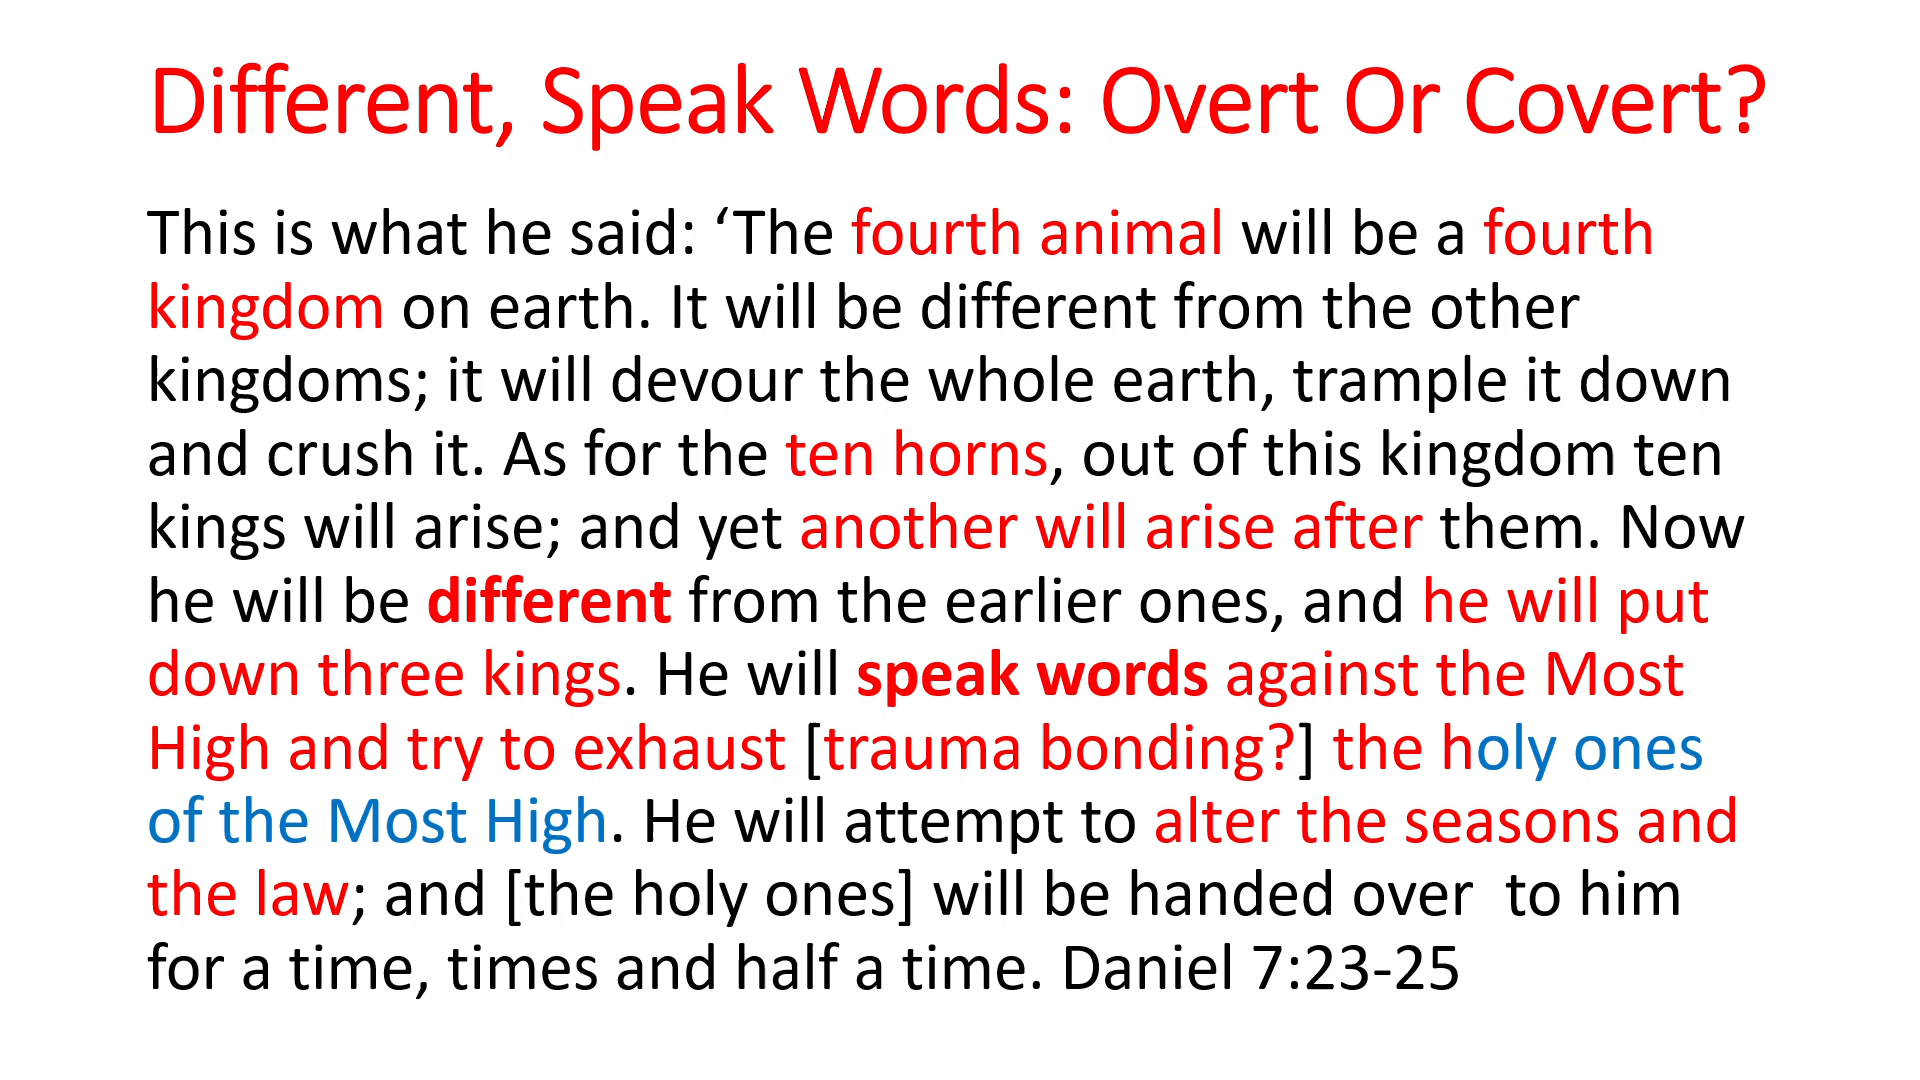 Different, Speak Words: Overt Or Covert?
This is what he said: ‘The fourth animal will be a fourth
kingdom on earth. It will be different from the other
kingdoms; it will devour the whole earth, trample it down
and crush it. As for the ten horns, out of this kingdom ten
kings will arise; and yet another will arise after them. Now
he will be different from the earlier ones, and he will put
down three kings. He will speak words against the Most
High and try to exhaust [trauma bonding?] the holy ones
of the Most High. He will attempt to alter the seasons and
the law; and [the holy ones] will be handed over  to him
for a time, times and half a time. Daniel 7:23-25